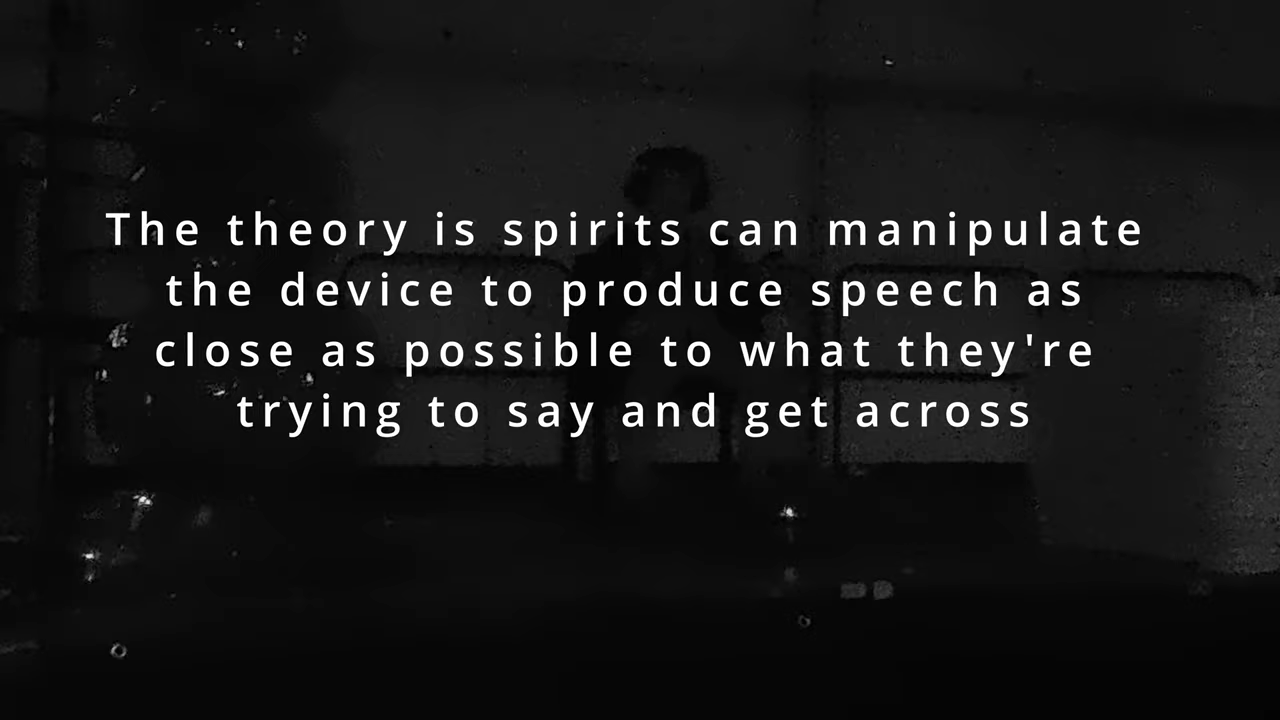 The theory is spirits can manipulate
the device to produce speech as
close as possible to what they're
trying to say and get across